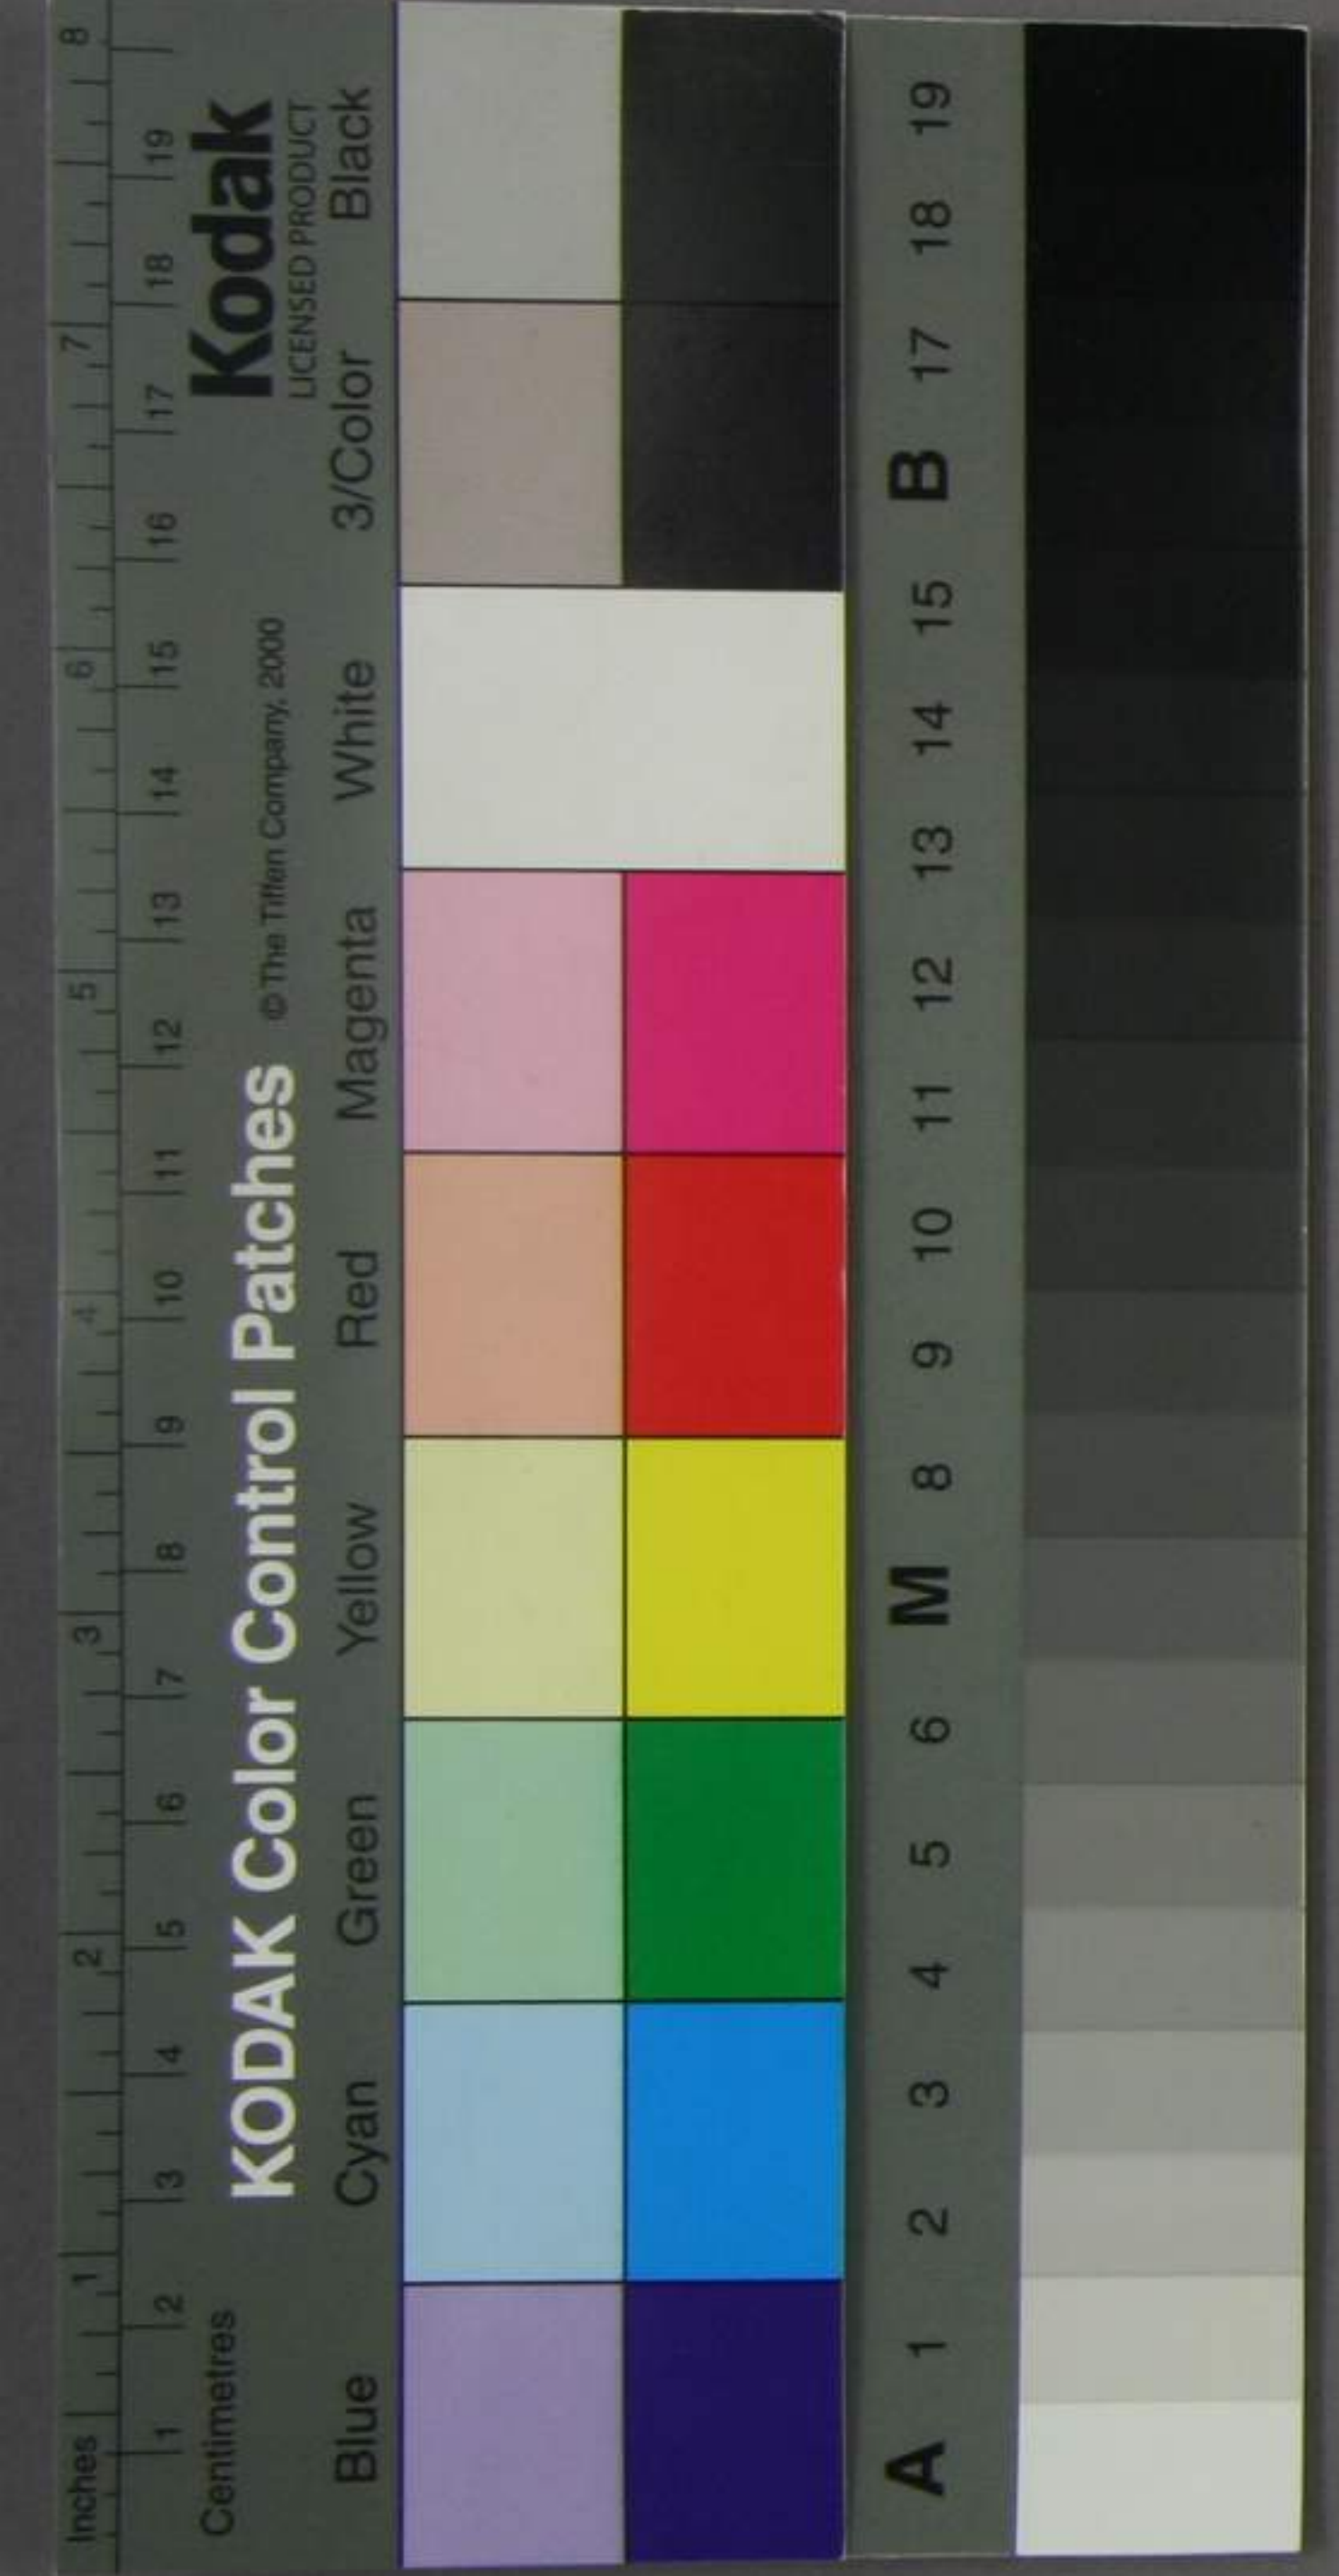 Inches 1 2 3 4 5 6 7 8
1 2 3 4 5 6 7 8 9 10 11 12 13 14 15 16 17 18 19
Centimetres
KODAK Color Control Patches © The Tiffen Company, 2000
Kodak
LICENSED PRODUCT
Blue Cyan Green Yellow Red Magenta White 3/Color Black
A 1 2 3 4 5 6 M 8 9 10 11 12 13 14 15 B 17 18 19